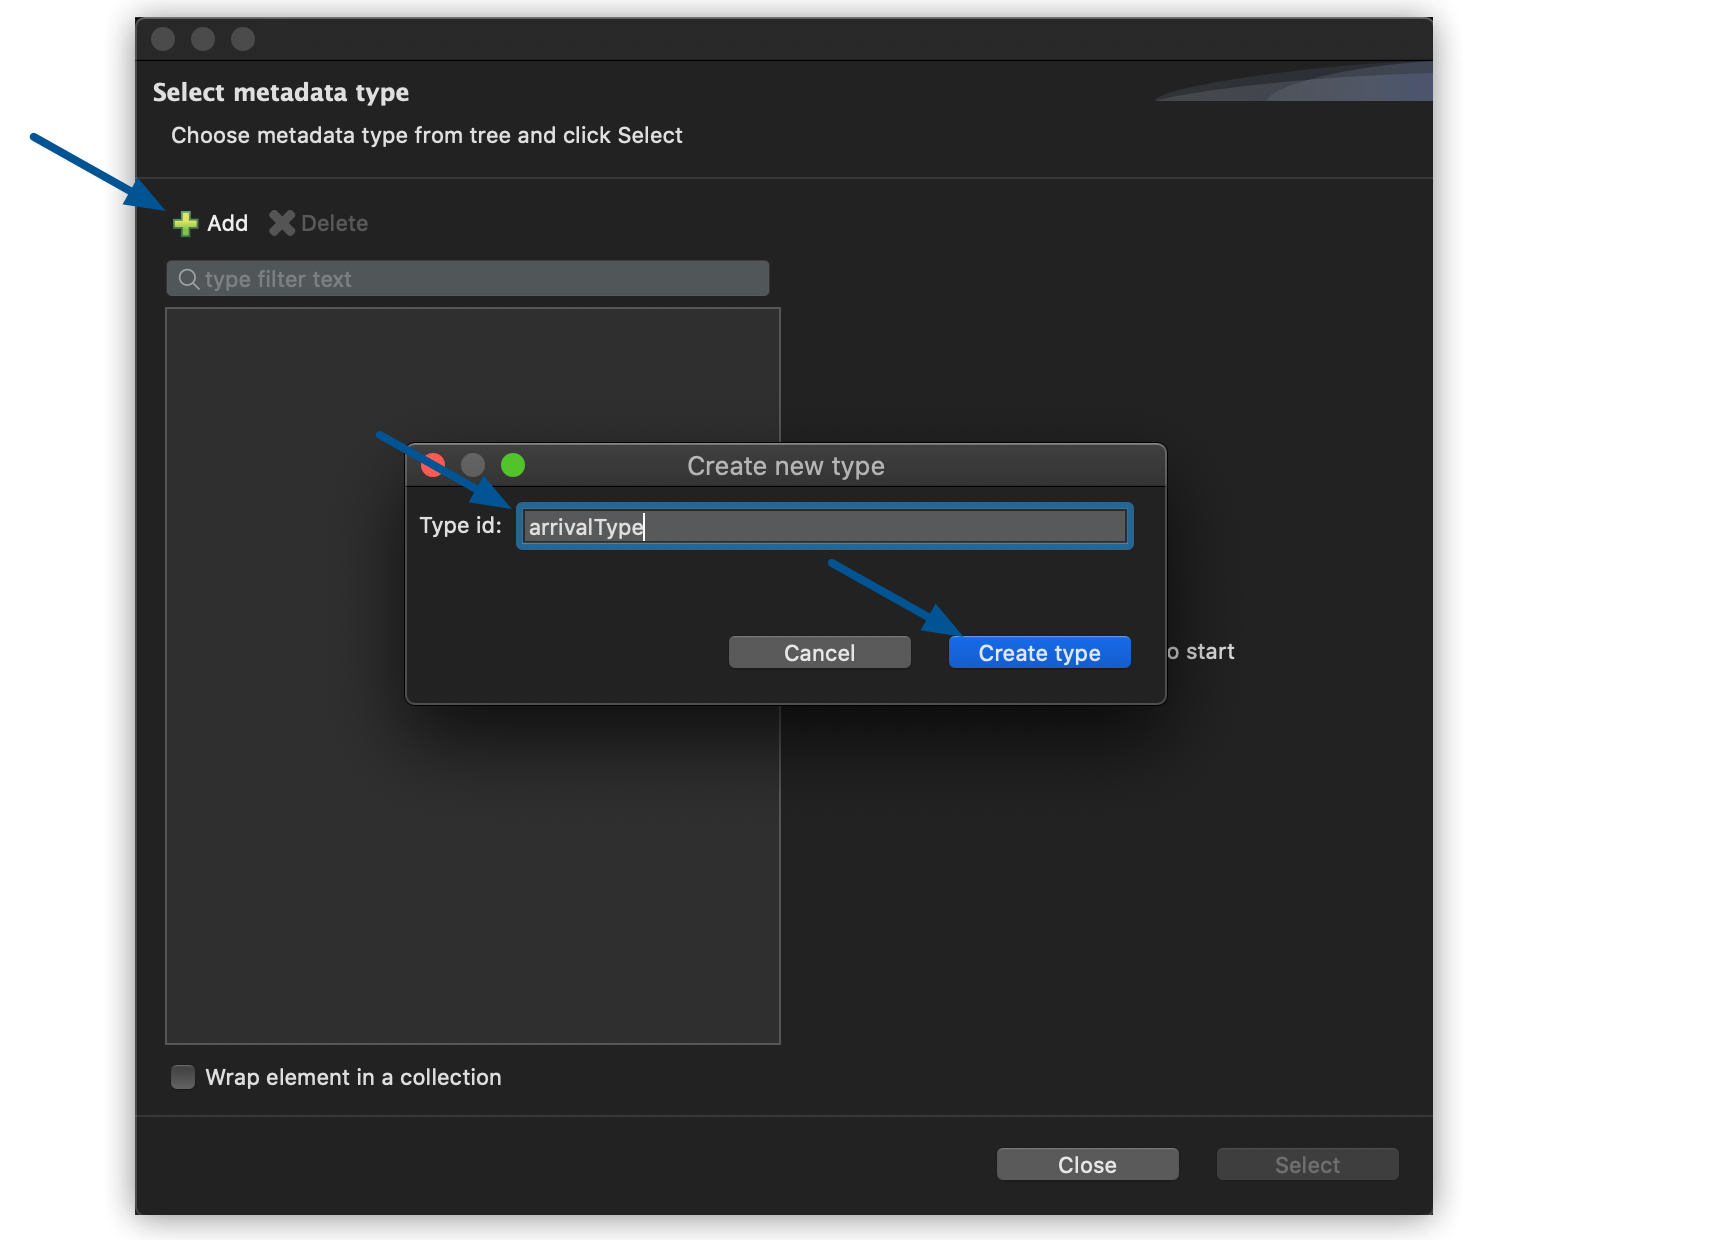 Select metadata type
Choose metadata type from tree and click Select
Add Delete
type filter text
Create new type
Type id: arrivalType
Cancel Create type
o start
Wrap element in a collection
Close Select